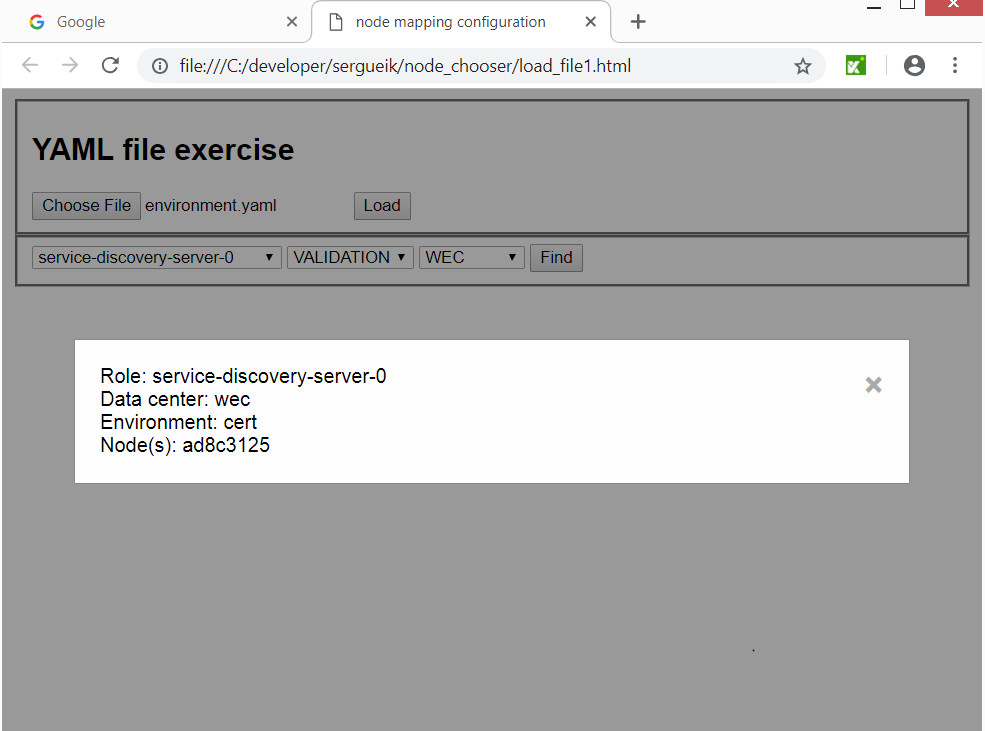 Google
node mapping configuration
file:///C:/developer/sergueik/node_chooser/load_file1.html
YAML file exercise
Choose File environment.yaml Load
service-discovery-server-0 VALIDATION WEC Find
Role: service-discovery-server-0
Data center: wec
Environment: cert
Node(s): ad8c3125